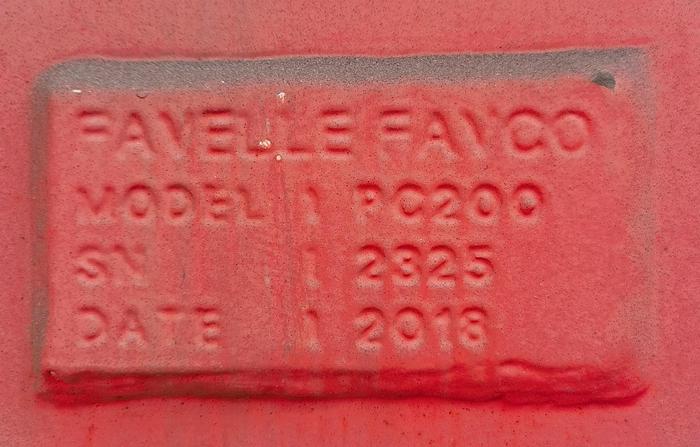 FAVELLE FAVCO
MODEL : PC200
SN : 2325
DATE : 2018